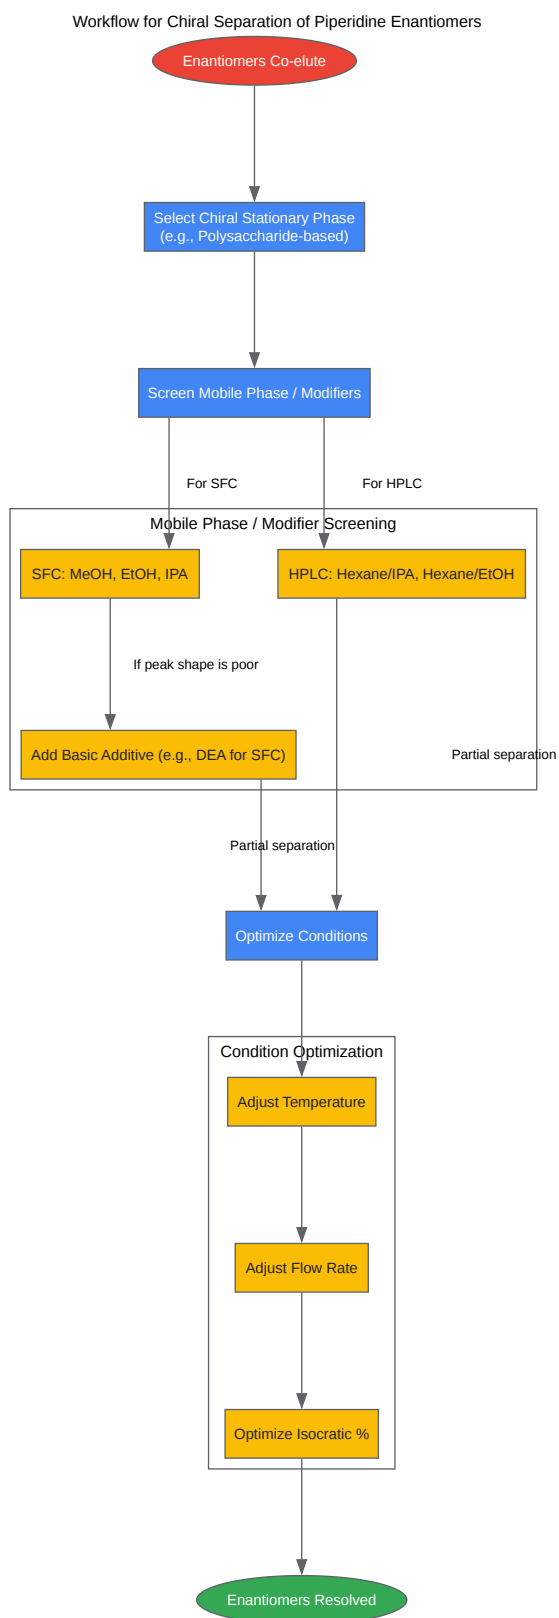 Workflow for Chiral Separation of Piperidine Enantiomers
Enantiomers Co-elute
Select Chiral Stationary Phase
(e.g., Polysaccharide-based)
Screen Mobile Phase / Modifiers
For SFC
For HPLC
Mobile Phase / Modifier Screening
SFC: MeOH, EtOH, IPA
HPLC: Hexane/IPA, Hexane/EtOH
If peak shape is poor
Add Basic Additive (e.g., DEA for SFC)
Partial separation
Partial separation
Optimize Conditions
Condition Optimization
Adjust Temperature
Adjust Flow Rate
Optimize Isocratic %
Enantiomers Resolved